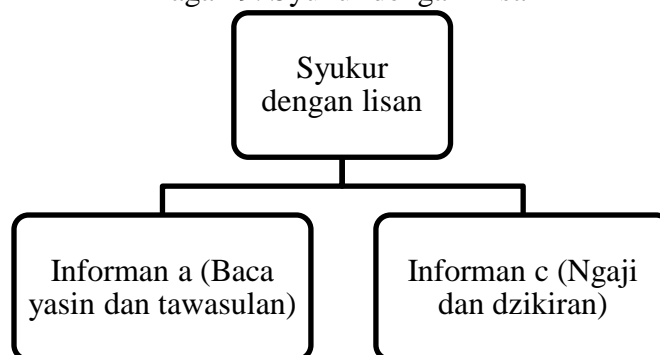 Syukur
dengan lisan
Informan a (Baca
yasin dan tawasulan)
Informan c (Ngaji
dan dzikiran)